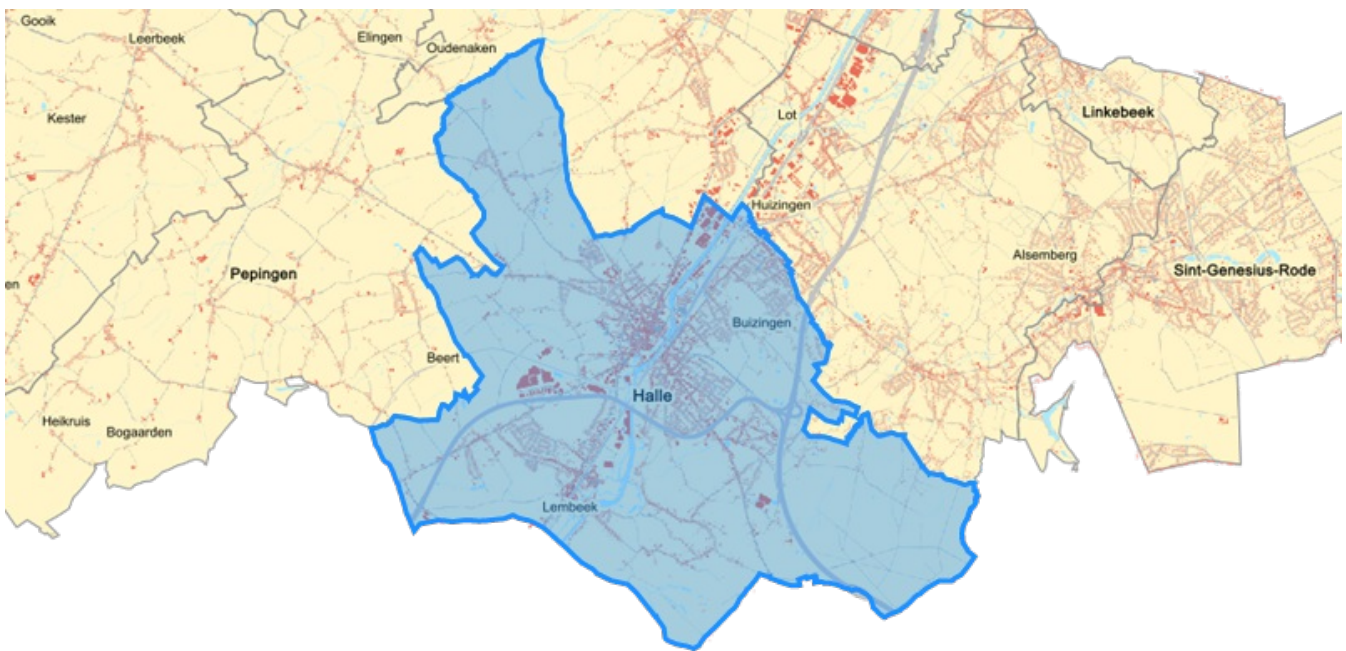 Gooik
Leerbeek
Elingen
Oudenaken
Kester
Lot
Linkebeek
Huizingen
Pepingen
Alsemberg
Sint-Genesius-Rode
en
Buizingen
Beert
Halle
Heikruis
Bogaarden
Lembeek